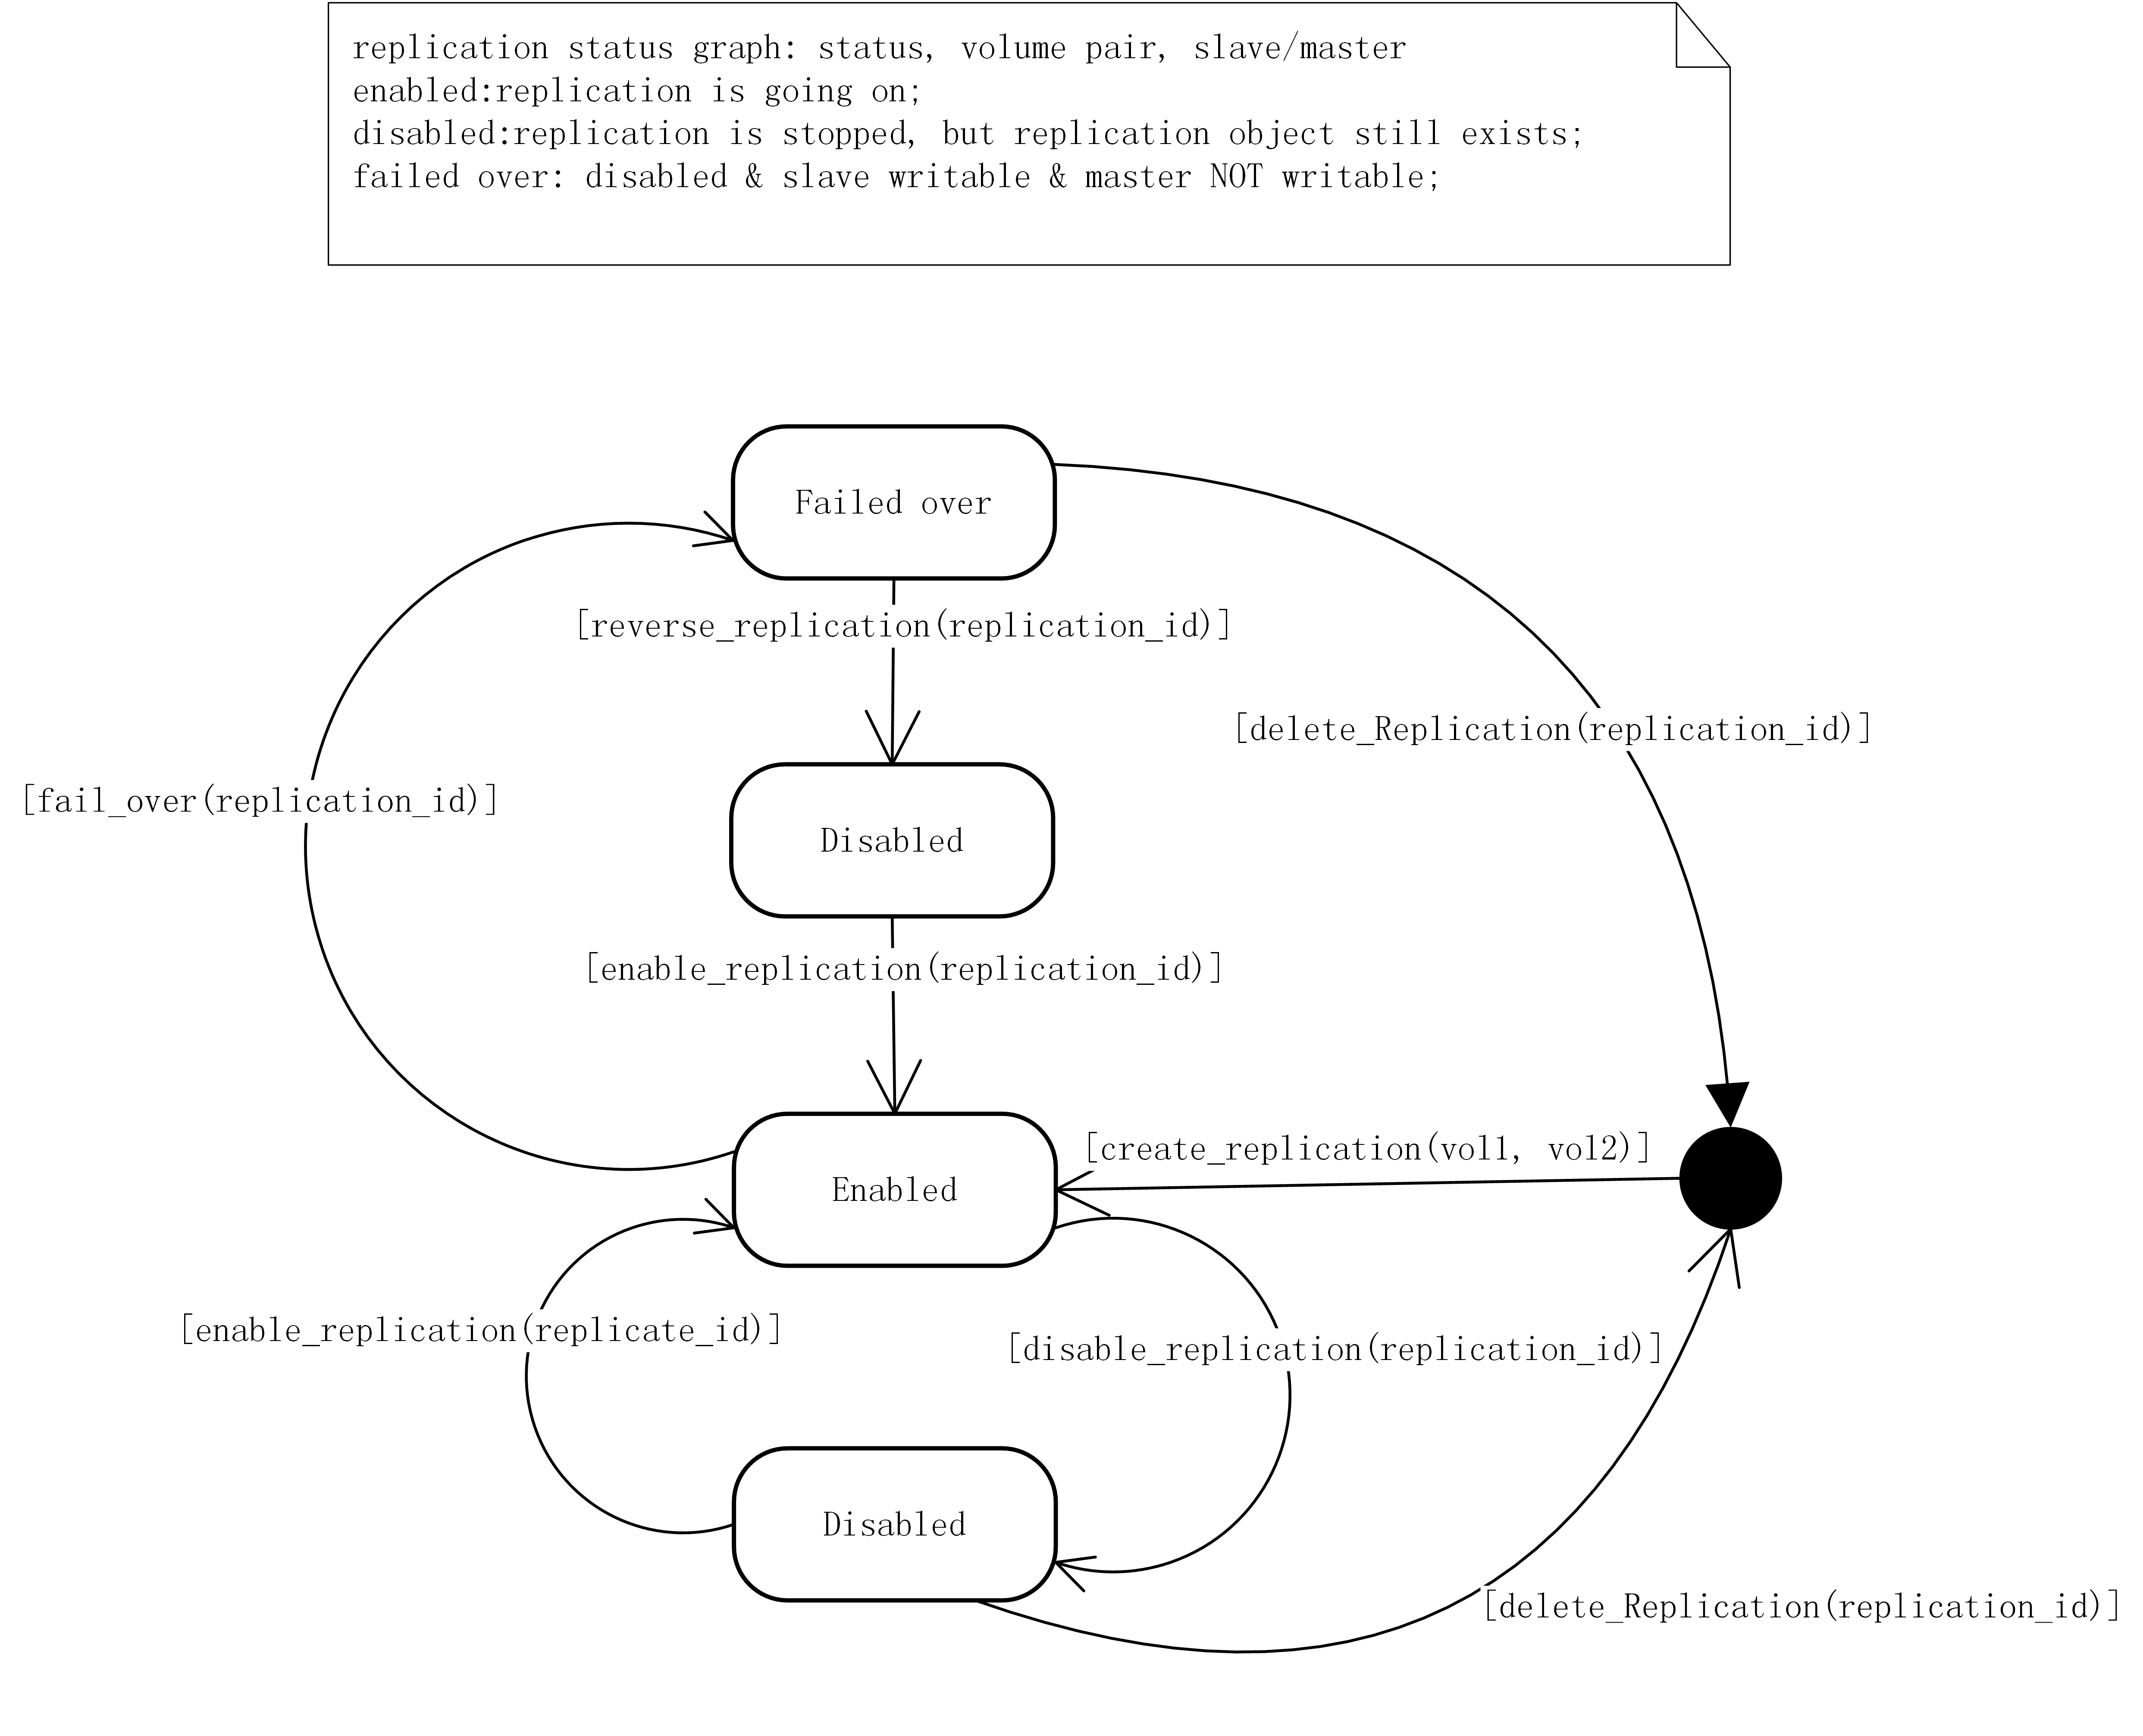 replication status graph: status, volume pair, slave/master
enabled:replication is going on;
disabled:replication is stopped, but replication object still exists;
failed over: disabled & slave writable & master NOT writable;
Failed over
[reverse_replication(replication_id)]
[delete_Replication(replication_id)]
[fail_over(replication_id)]
Disabled
[enable_replication(replication_id)]
[create_replication(vol1, vol2)]
Enabled
[enable_replication(replicate_id)]
[disable_replication(replication_id)]
Disabled
[delete_Replication(replication_id)]